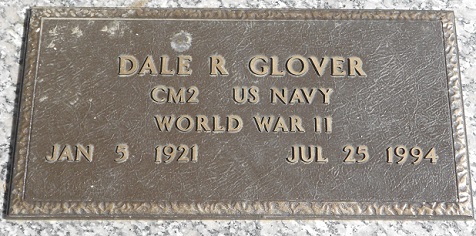 DALE R GLOVER
CM2 US NAVY
WORLD WAR II
JAN 5 1921 JUL 25 1994